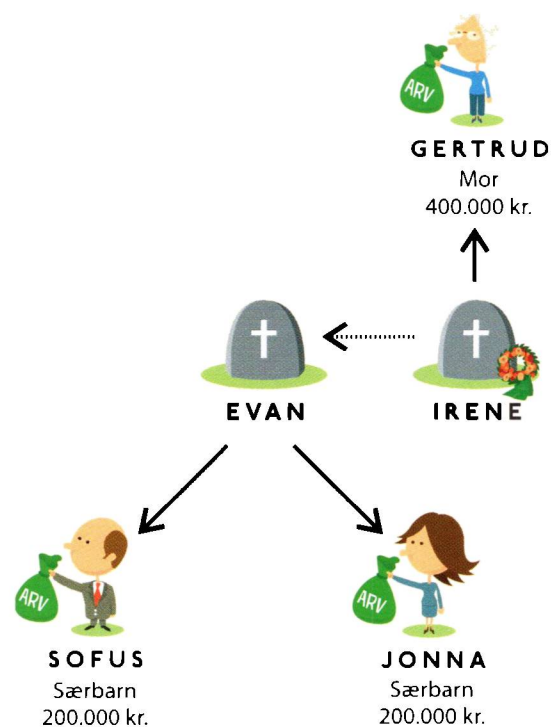 ARV
GERTRUD
Mor
400.000 kr.
EVAN
IRENE
ARV
SOFUS
Særbarn
200.000 kr.
ARV
JONNA
Særbarn
200.000 kr.